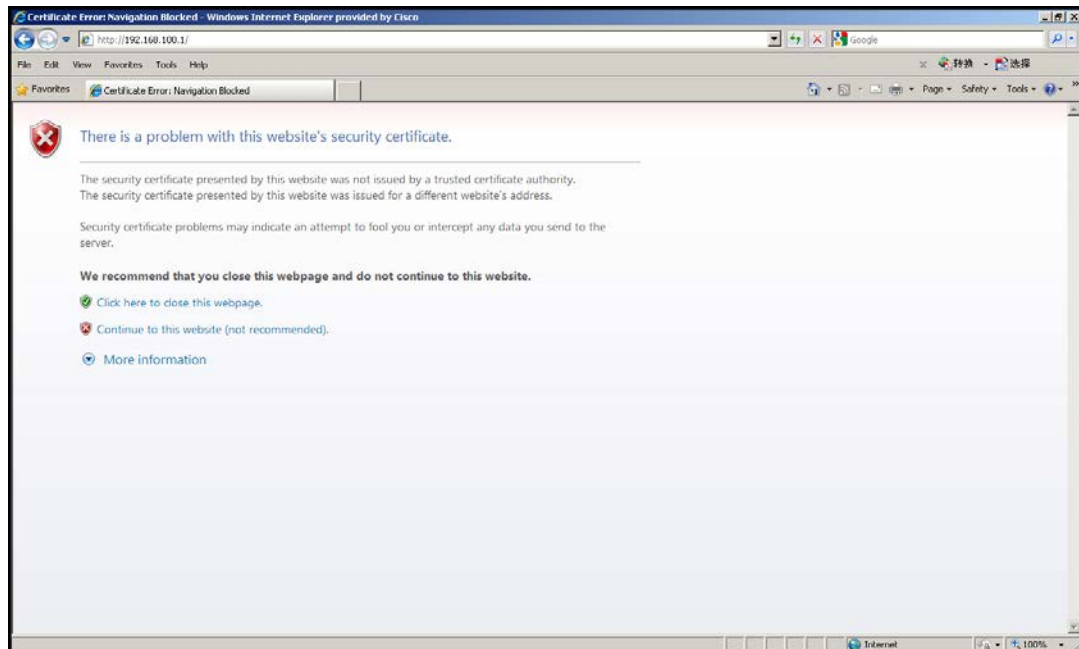 Certificate Error: Navigation Blocked - Windows Internet Explorer provided by Cisco
http://192.168.100.1/
Google
File Edit View Favorites Tools Help
转换 选择
Favorites Certificate Error: Navigation Blocked
Page Safety Tools
There is a problem with this website's security certificate.
The security certificate presented by this website was not issued by a trusted certificate authority.
The security certificate presented by this website was issued for a different website's address.
Security certificate problems may indicate an attempt to fool you or intercept any data you send to the
server.
We recommend that you close this webpage and do not continue to this website.
Click here to close this webpage.
Continue to this website (not recommended).
More information
Internet 100%